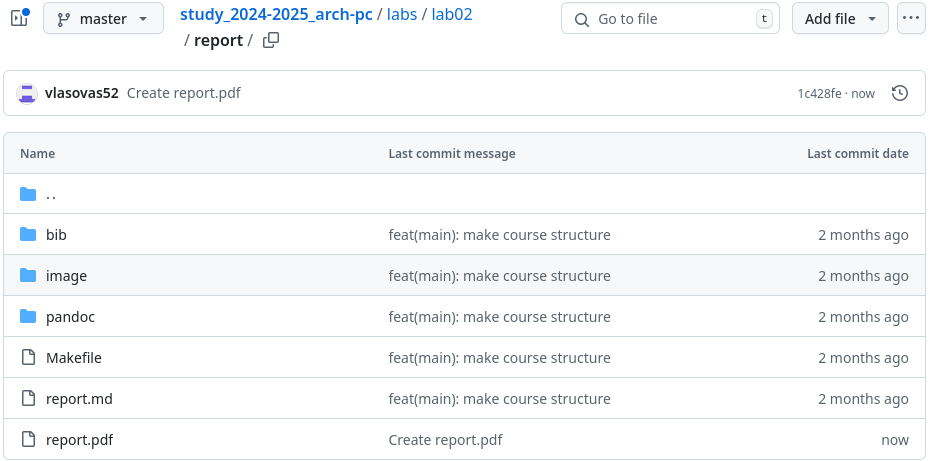 master
study_2024-2025_arch-pc / labs / lab02
/ report /
Go to file
t
Add file
vlasovas52 Create report.pdf
1c428fe · now
Name Last commit message Last commit date
..
bib feat(main): make course structure 2 months ago
image feat(main): make course structure 2 months ago
pandoc feat(main): make course structure 2 months ago
Makefile feat(main): make course structure 2 months ago
report.md feat(main): make course structure 2 months ago
report.pdf Create report.pdf now